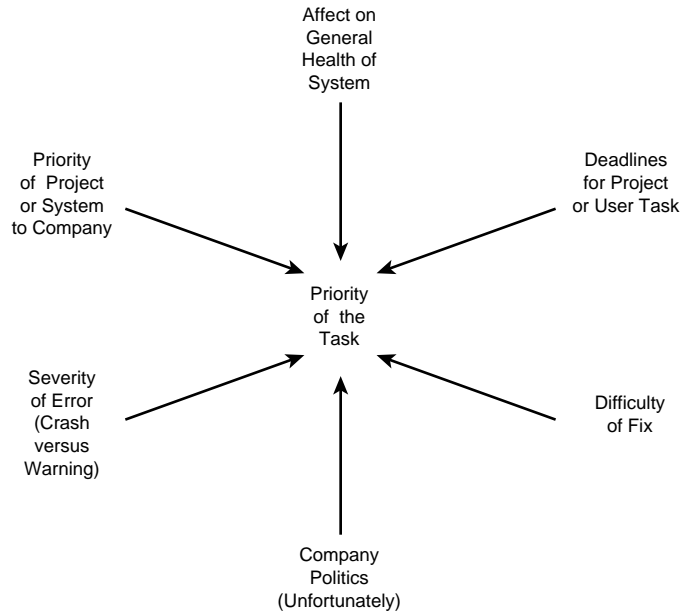 Affect on
General
Health of
System
Priority
of Project
or System
to Company
Deadlines
for Project
or User Task
Priority
of the
Task
Severity
of Error
(Crash
versus
Warning)
Difficulty
of Fix
Company
Politics
(Unfortunately)